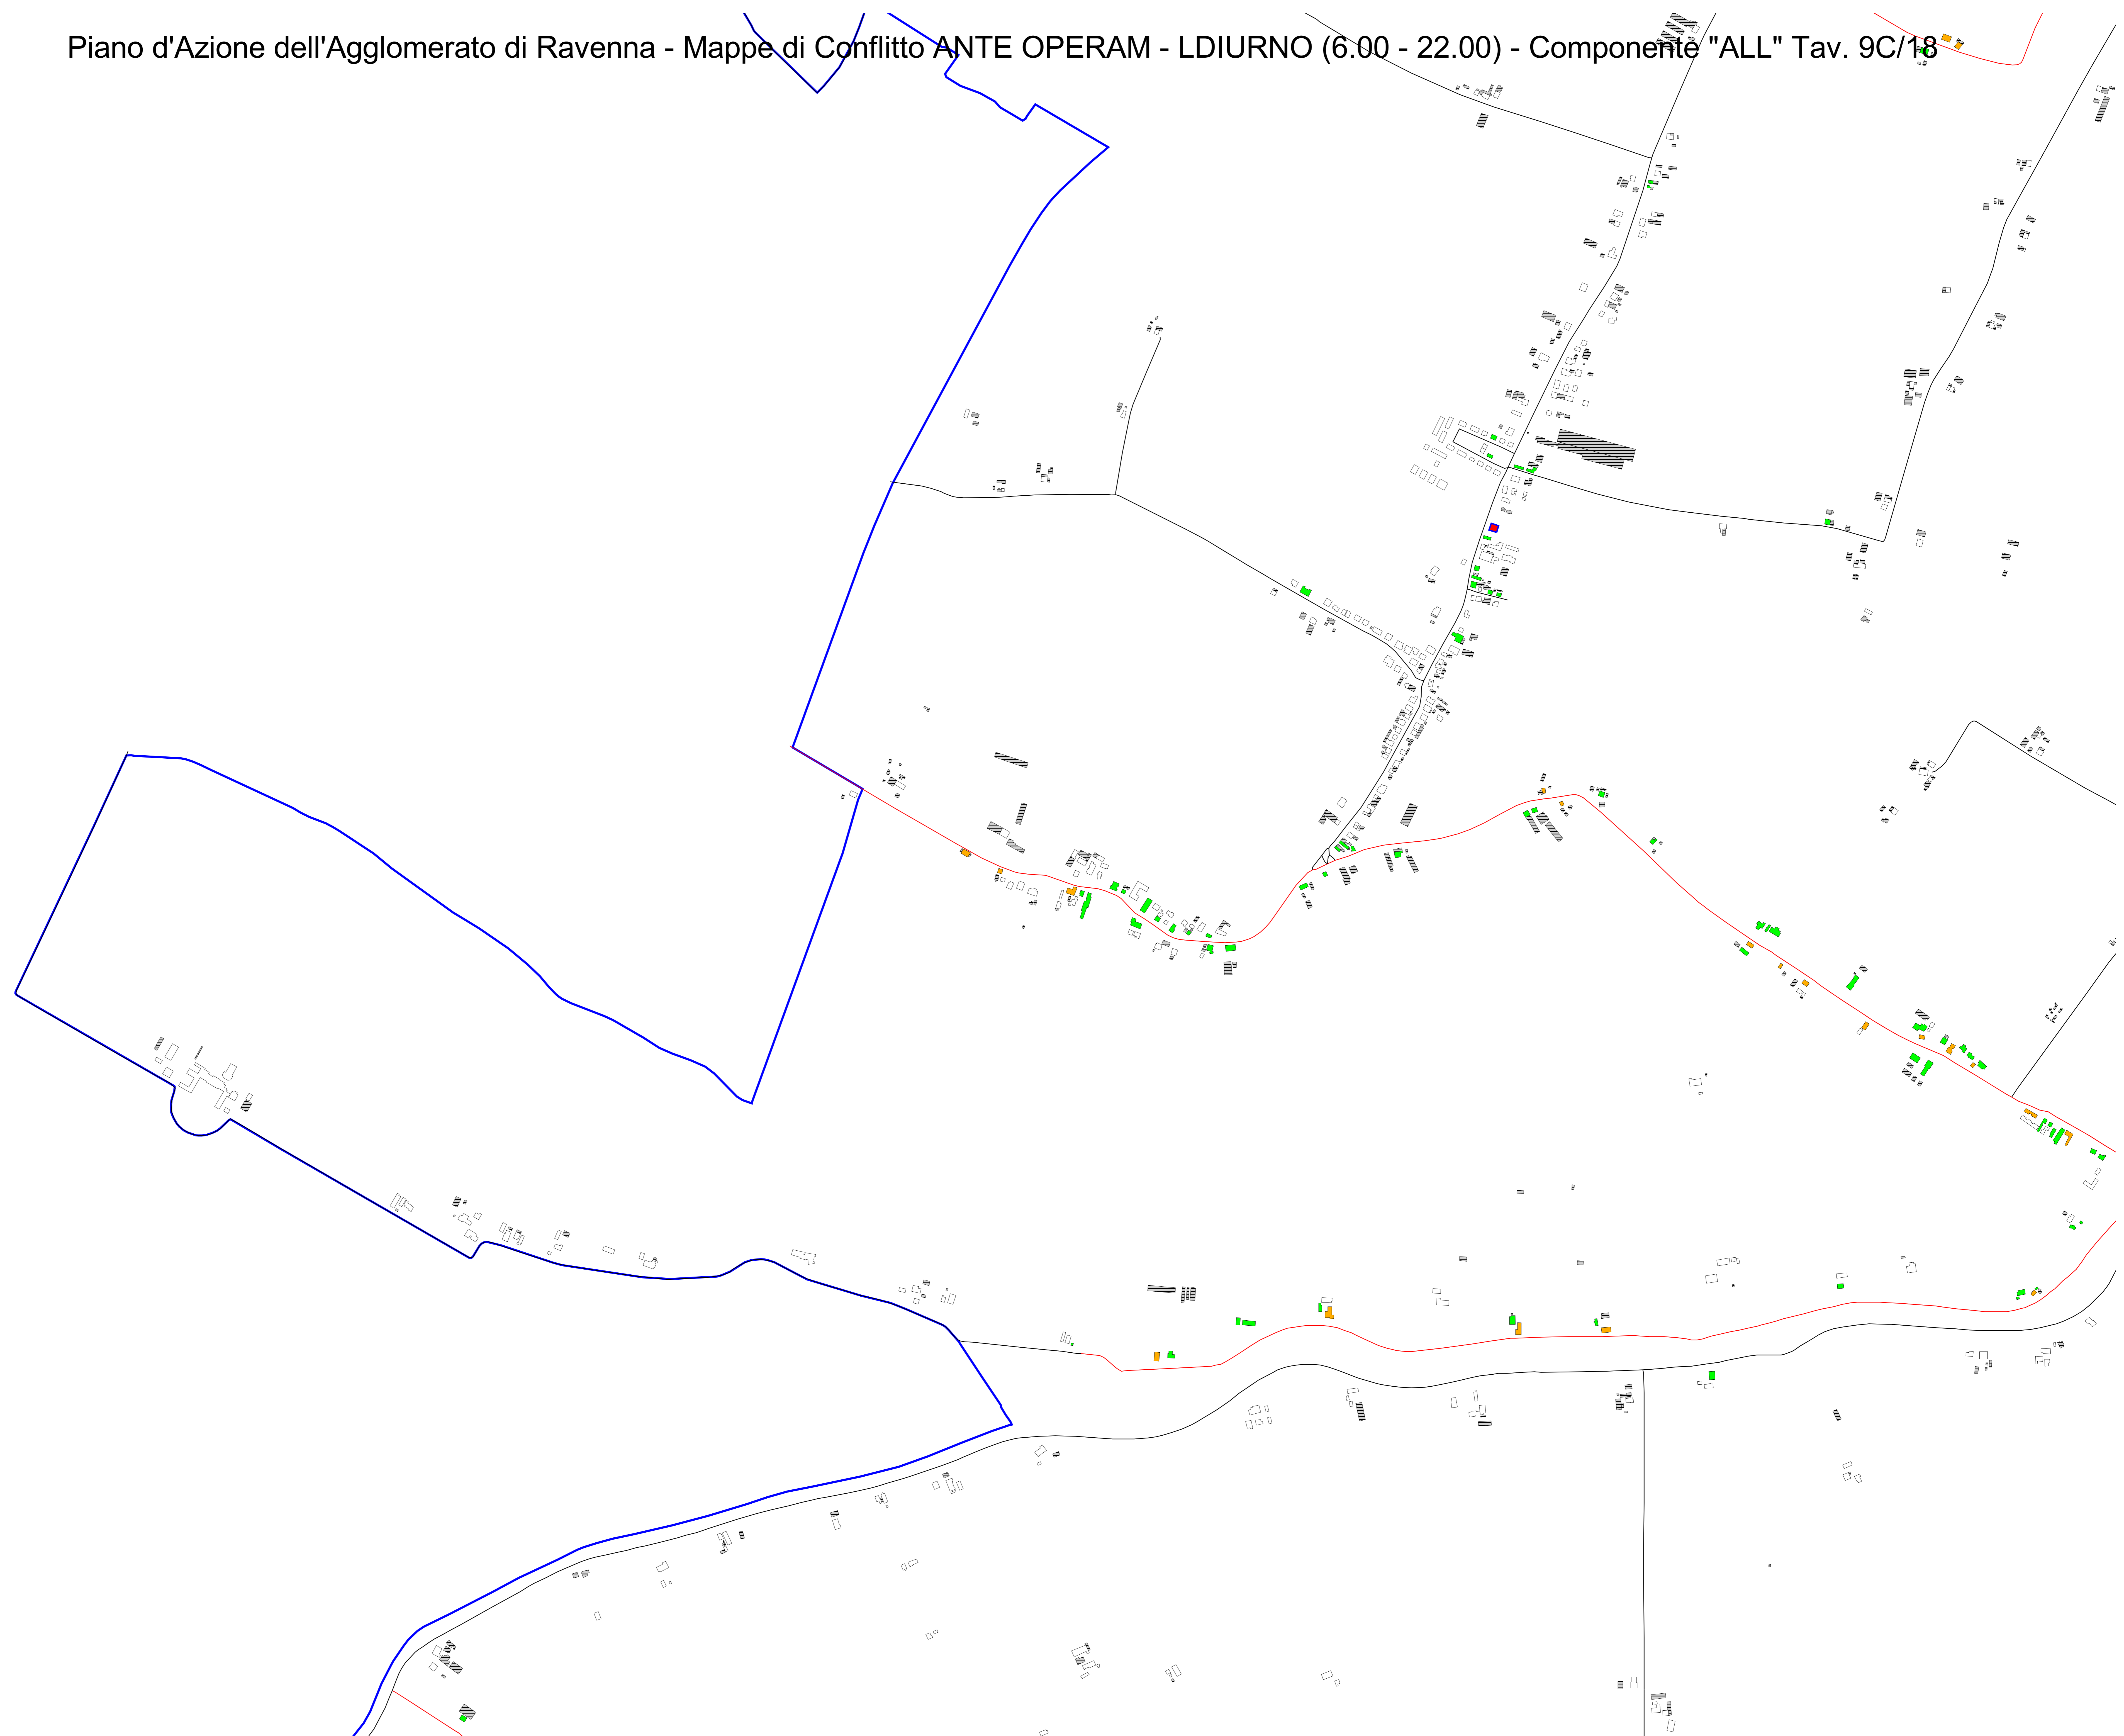 Piano d'Azione dell'Agglomerato di Ravenna - Mappe di Conflitto ANTE OPERAM - LDIURNO (6.00 - 22.00) - Componente "ALL" Tav. 9C/18